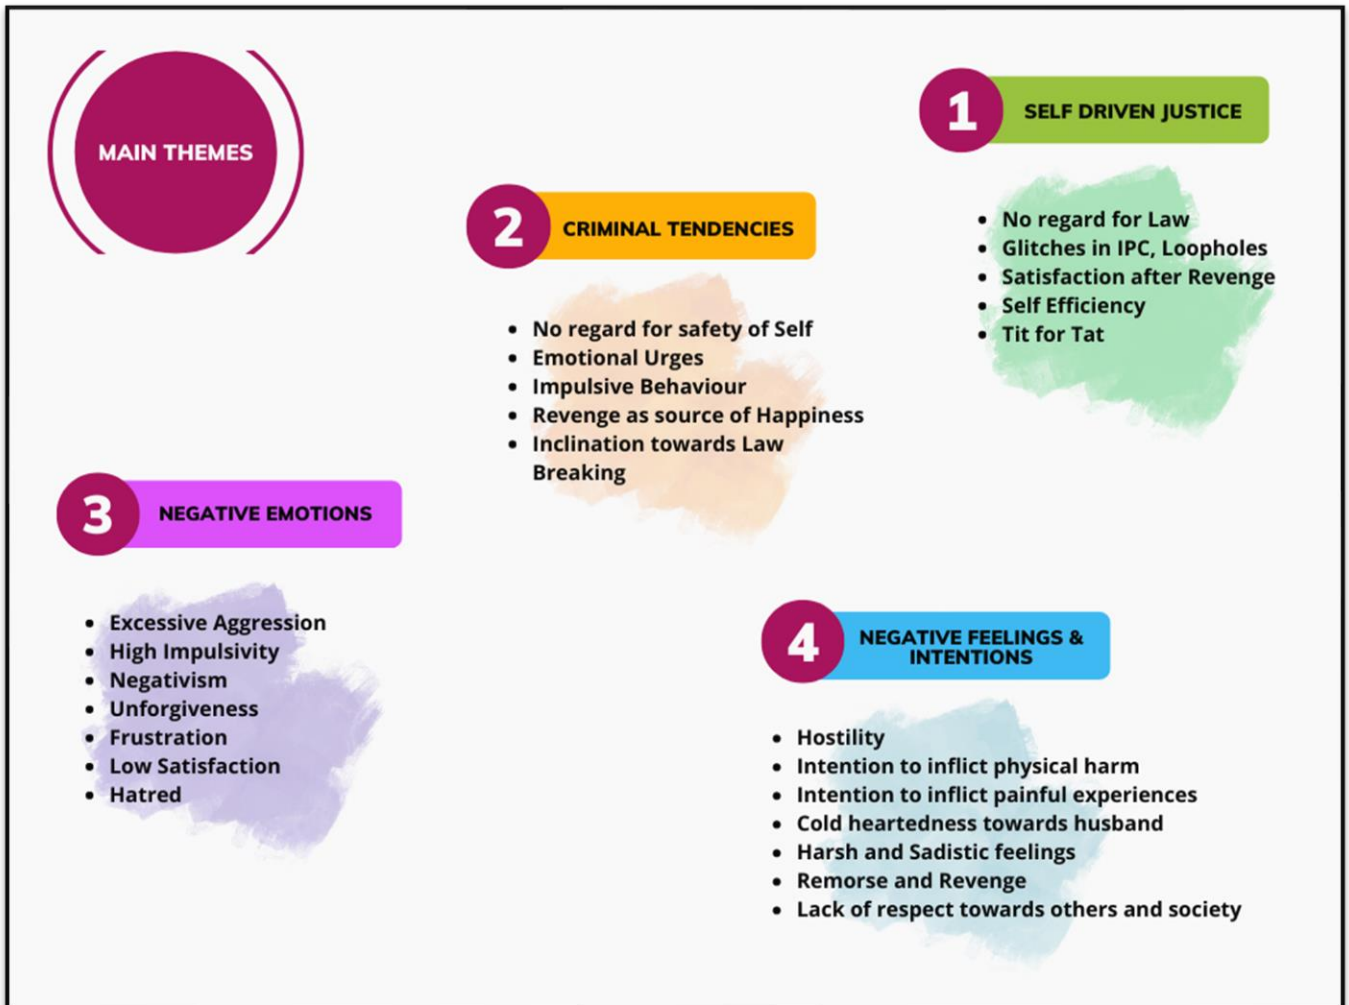 MAIN THEMES
1
SELF DRIVEN JUSTICE
• No regard for Law
• Glitches in IPC, Loopholes
• Satisfaction after Revenge
• Self Efficiency
• Tit for Tat
2
CRIMINAL TENDENCIES
• No regard for safety of Self
• Emotional Urges
• Impulsive Behaviour
• Revenge as source of Happiness
• Inclination towards Law
Breaking
3
NEGATIVE EMOTIONS
• Excessive Aggression
• High Impulsivity
• Negativism
• Unforgiveness
• Frustration
• Low Satisfaction
• Hatred
4
NEGATIVE FEELINGS &
INTENTIONS
• Hostility
• Intention to inflict physical harm
• Intention to inflict painful experiences
• Cold heartedness towards husband
• Harsh and Sadistic feelings
• Remorse and Revenge
• Lack of respect towards others and society